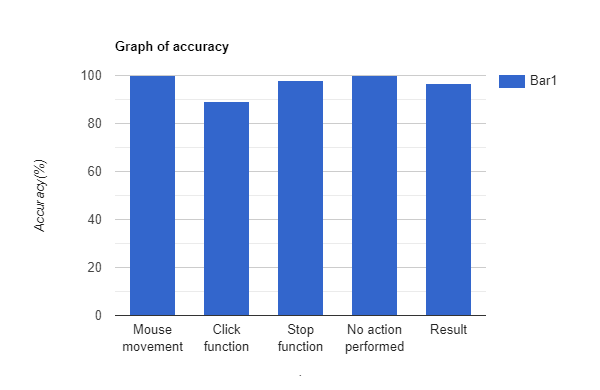 Graph of accuracy
100
80
60
40
20
0
Accuracy(%)
Mouse
movement
Click
function
Stop
function
No action
performed
Result
Bar1